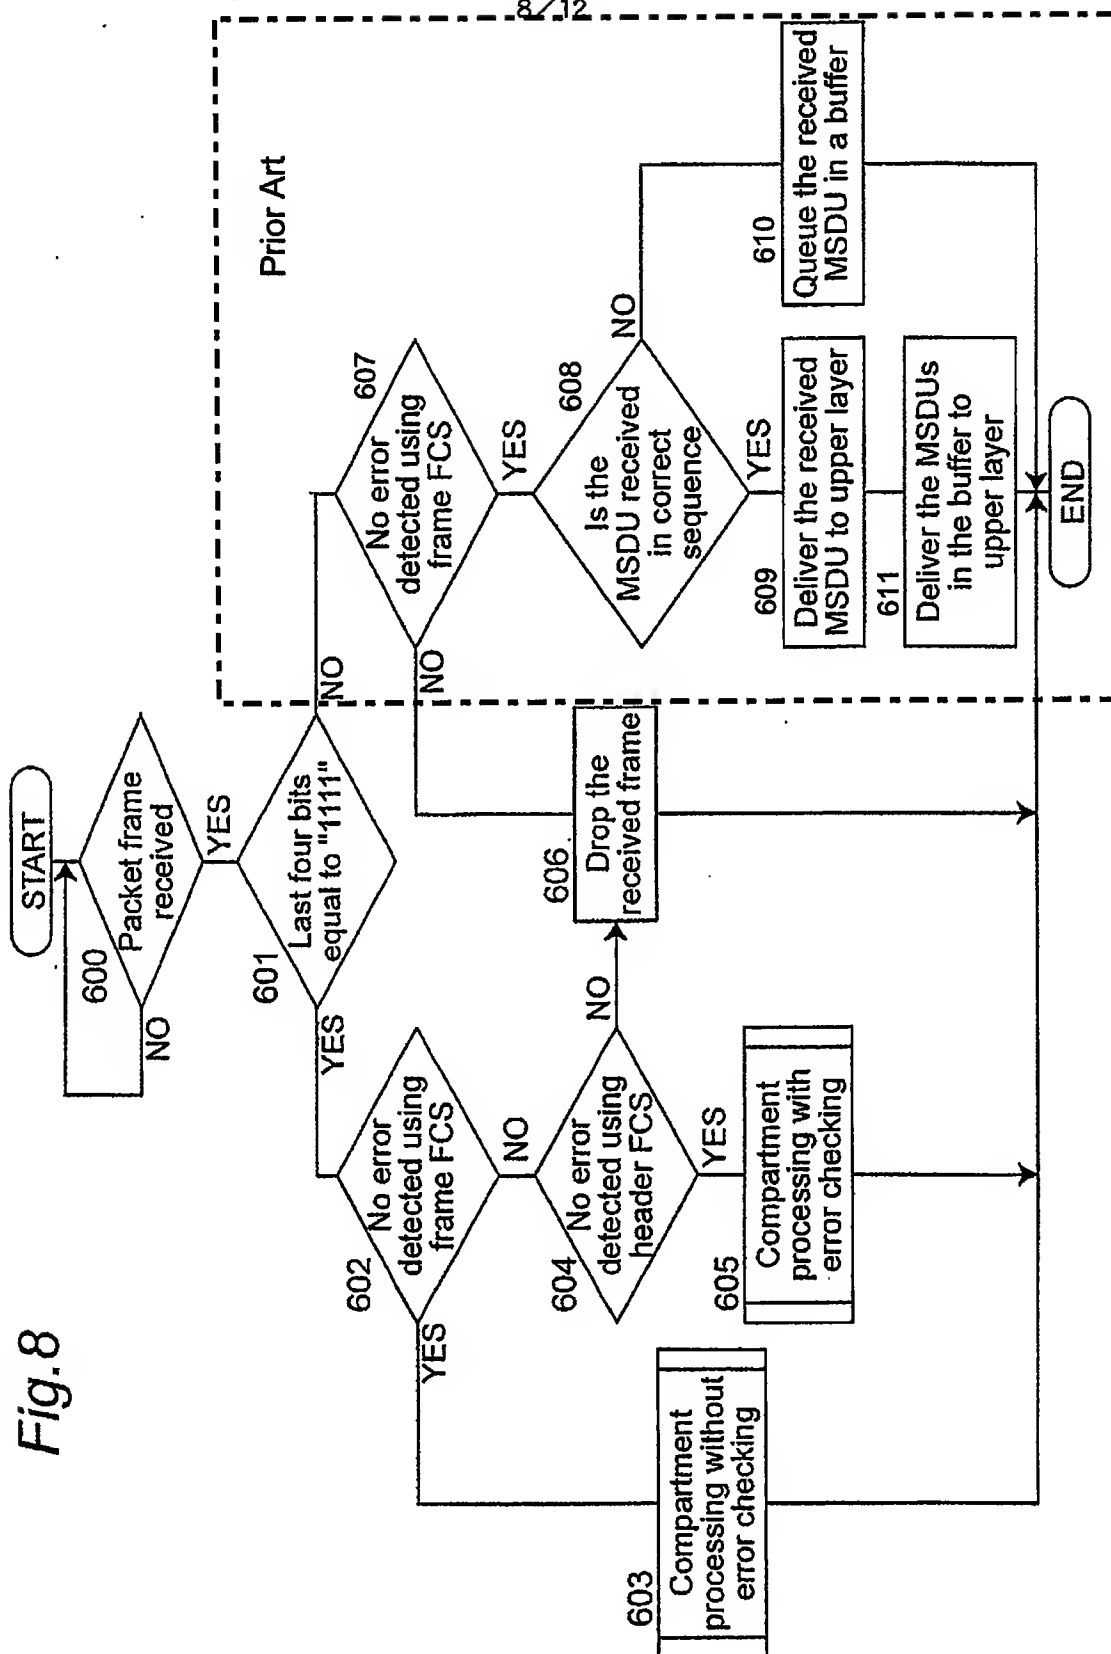 8/12
Fig.8
START
600
Packet frame
received
NO
YES
601
Last four bits
equal to "1111"
YES
NO
Prior Art
602
No error
detected using
frame FCS
YES
NO
607
No error
detected using
frame FCS
NO
YES
604
No error
detected using
header FCS
NO
YES
606
Drop the
received frame
608
Is the
MSDU received
in correct
sequence
NO
YES
603
Compartment
processing without
error checking
605
Compartment
processing with
error checking
609
Deliver the received
MSDU to upper layer
610
Queue the received
MSDU in a buffer
611
Deliver the MSDUs
in the buffer to
upper layer
END